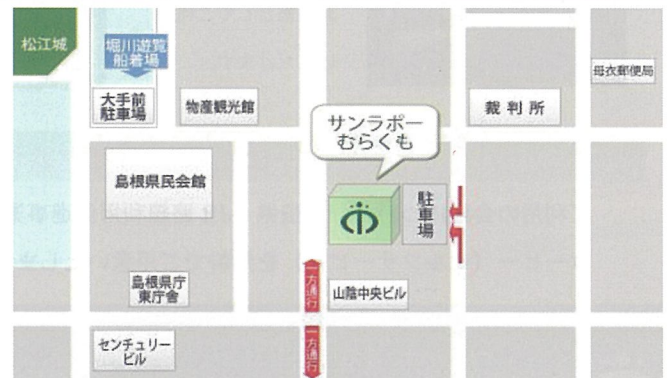 松江城
堀川遊覧
船着場
母衣郵便局
大手前
駐車場
物産観光館
裁判所
サンラポー
むらくも
島根県民会館
駐車場
島根県庁
東庁舎
一方通行
山陰中央ビル
センチュリー
ビル
一方通行